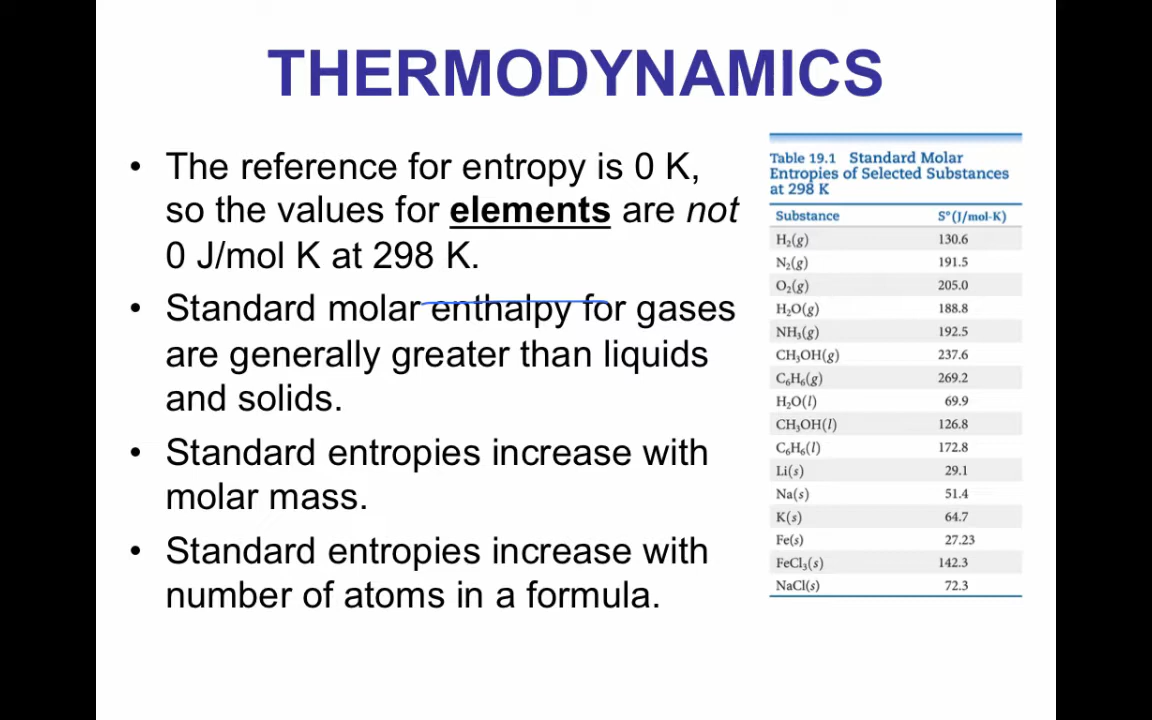 THERMODYNAMICS
• The reference for entropy is 0 K,
so the values for elements are not
0 J/mol K at 298 K.
• Standard molar enthalpy for gases
are generally greater than liquids
and solids.
• Standard entropies increase with
molar mass.
• Standard entropies increase with
number of atoms in a formula.
Table 19.1 Standard Molar
Entropies of Selected Substances
at 298 K
Substance S°(J/mol-K)
H₂(g) 130.6
N₂(g) 191.5
O₂(g) 205.0
H₂O(g) 188.8
NH₃(g) 192.5
CH₃OH(g) 237.6
C₆H₆(g) 269.2
H₂O(l) 69.9
CH₃OH(l) 126.8
C₆H₆(l) 172.8
Li(s) 29.1
Na(s) 51.4
K(s) 64.7
Fe(s) 27.23
FeCl₃(s) 142.3
NaCl(s) 72.3